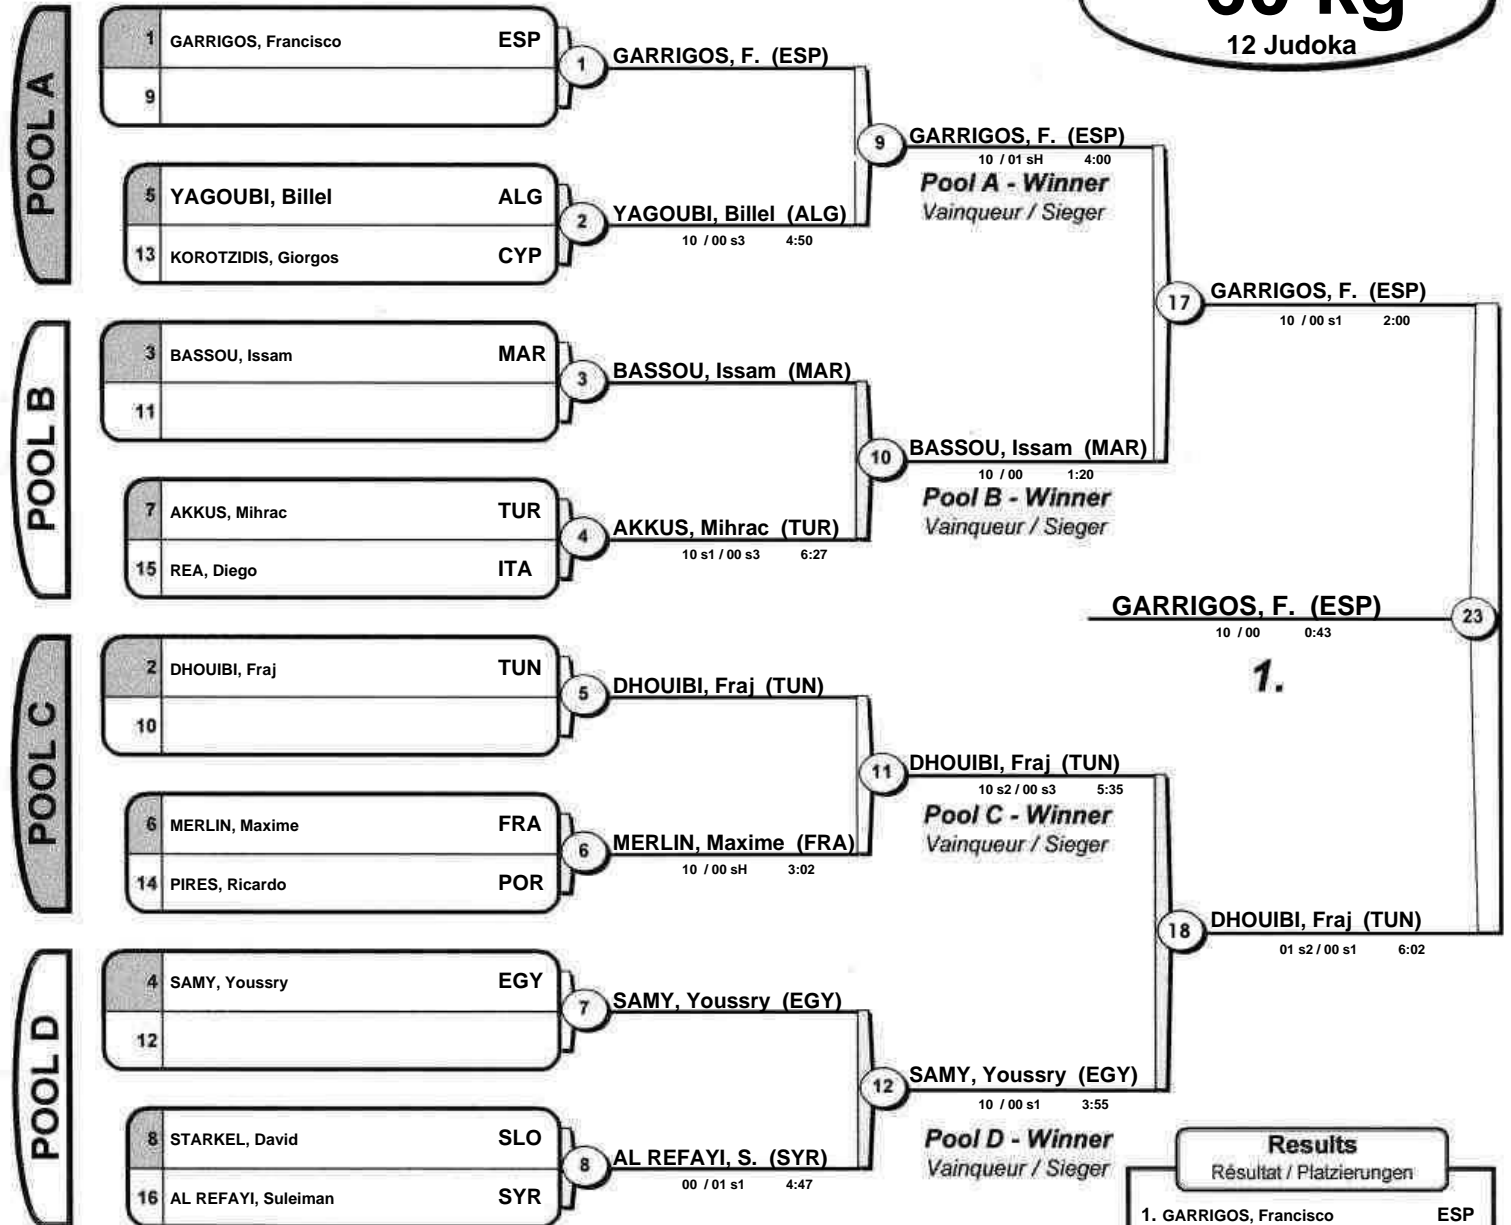 12 Judoka
POOL A
1 GARRIGOS, Francisco ESP
9
1
GARRIGOS, F. (ESP)
5 YAGOUBI, Billel ALG
13 KOROTZIDIS, Giorgos CYP
2
YAGOUBI, Billel (ALG)
10 / 00 s3 4:50
9
GARRIGOS, F. (ESP)
10 / 01 sH 4:00
Pool A - Winner
Vainqueur / Sieger
POOL B
3 BASSOU, Issam MAR
11
3
BASSOU, Issam (MAR)
7 AKKUS, Mihrac TUR
15 REA, Diego ITA
4
AKKUS, Mihrac (TUR)
10 s1 / 00 s3 6:27
10
BASSOU, Issam (MAR)
10 / 00 1:20
Pool B - Winner
Vainqueur / Sieger
17
GARRIGOS, F. (ESP)
10 / 00 s1 2:00
GARRIGOS, F. (ESP)
10 / 00 0:43
1.
23
POOL C
2 DHOUIBI, Fraj TUN
10
5
DHOUIBI, Fraj (TUN)
6 MERLIN, Maxime FRA
14 PIRES, Ricardo POR
6
MERLIN, Maxime (FRA)
10 / 00 sH 3:02
11
DHOUIBI, Fraj (TUN)
10 s2 / 00 s3 5:35
Pool C - Winner
Vainqueur / Sieger
POOL D
4 SAMY, Youssry EGY
12
7
SAMY, Youssry (EGY)
8 STARKEL, David SLO
16 AL REFAYI, Suleiman SYR
8
AL REFAYI, S. (SYR)
00 / 01 s1 4:47
12
SAMY, Youssry (EGY)
10 / 00 s1 3:55
Pool D - Winner
Vainqueur / Sieger
18
DHOUIBI, Fraj (TUN)
01 s2 / 00 s1 6:02
Results
Résultat / Platzierungen
1. GARRIGOS, Francisco ESP